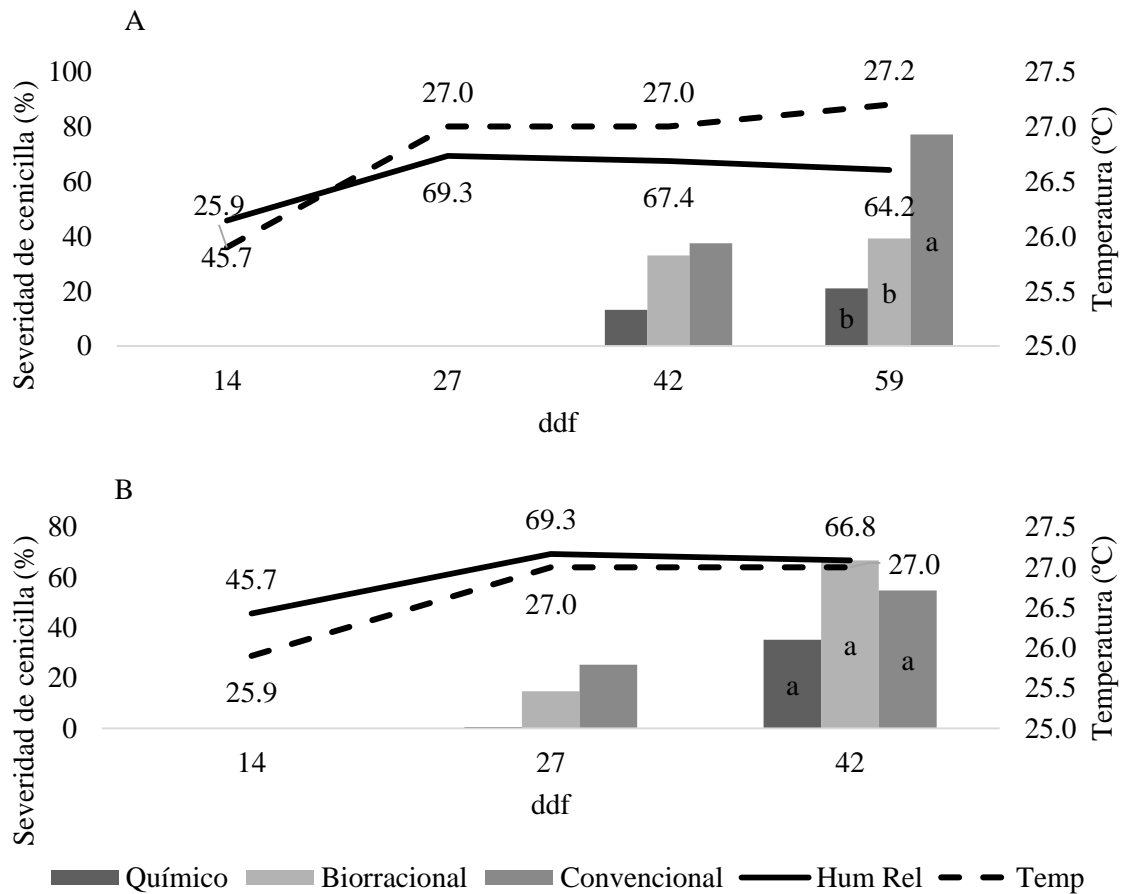 A
Severidad de cenicilla (%)
100
80
60
40
20
0
27.5
27.0
26.5
26.0
25.5
25.0
Temperatura (ºC)
25.9
27.0
27.0
27.2
45.7
69.3
67.4
64.2
b
b
a
14
27
42
59
ddf
B
Severidad de cenicilla (%)
80
60
40
20
0
27.5
27.0
26.5
26.0
25.5
25.0
Temperatura (ºC)
45.7
69.3
66.8
25.9
27.0
27.0
a
a
a
14
27
42
ddf
Químico Biorracional Convencional Hum Rel Temp